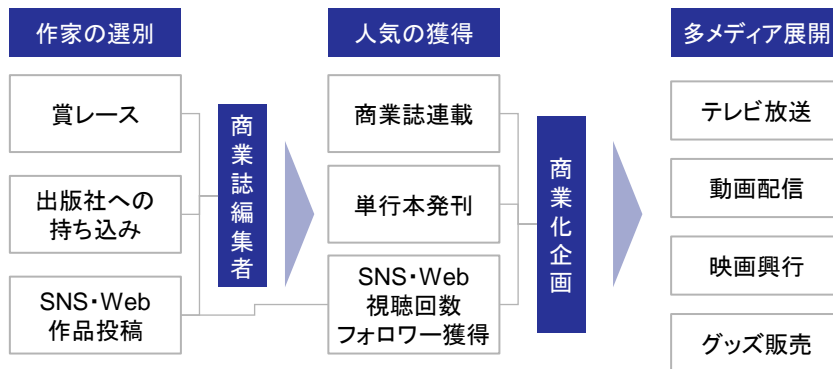 作家の選別
人気の獲得
多メディア展開
賞レース
出版社への
持ち込み
SNS・Web
作品投稿
商業誌編集者
商業誌連載
単行本発刊
SNS・Web
視聴回数
フォロワー獲得
商業化企画
テレビ放送
動画配信
映画興行
グッズ販売